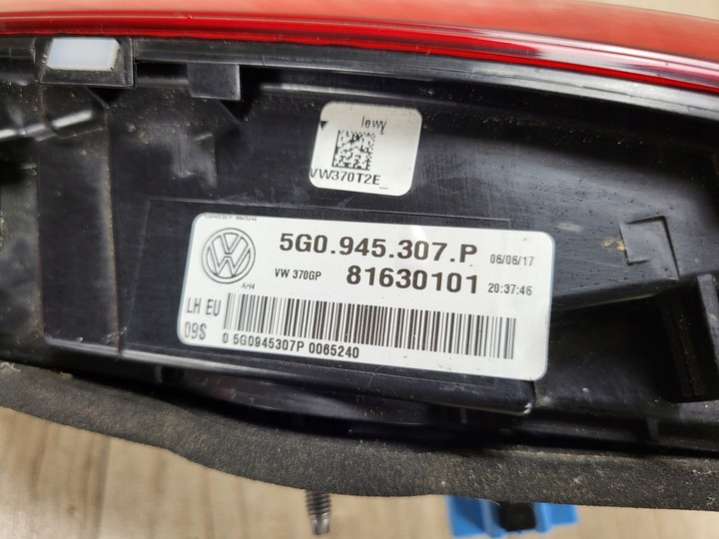 lewy
VW370T2E_
5G0.945.307.P 06/06/17
VW 370GP 81630101 20:37:46
LH EU
09S
0 5G0945307P 0065240